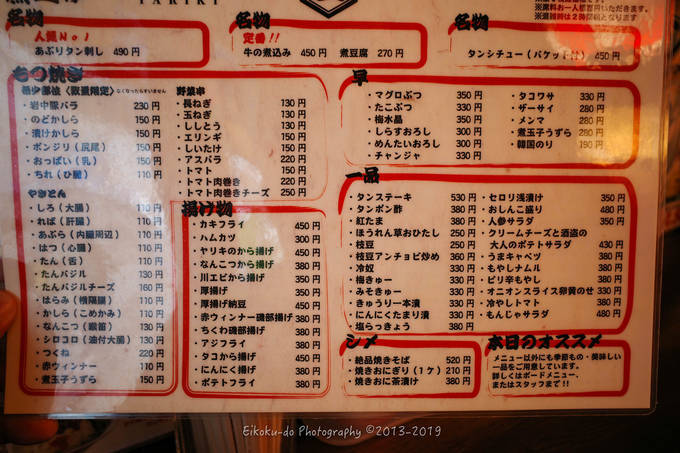 YARIKI
名物
人気No1
あぶりタン刺し 490円
名物
定番!!
牛の煮込み 450円 煮豆腐 270円
名物
タンシチュー(バケット付) 450円
もつ焼き
希少部位〈数量限定〉なくなったらすいません
・岩中豚バラ 230円
・のどかしら 150円
・漬けかしら 150円
・ボンジリ(尻尾) 150円
・おっぱい(乳) 150円
・ちれ(ひ臓) 110円
やきとん
・しろ(大腸) 110円
・れば(肝臓) 110円
・あぶら(内臓周辺) 110円
・はつ(心臓) 110円
・たん(舌) 110円
・たんバジル 130円
・たんバジルチーズ 160円
・はらみ(横隔膜) 110円
・かしら(こめかみ) 110円
・なんこつ(喉笛) 130円
・シロコロ(油付大腸) 130円
・つくね 220円
・赤ウィンナー 110円
・煮玉子うずら 150円
野菜串
・長ねぎ 130円
・玉ねぎ 130円
・ししとう 130円
・エリンギ 150円
・しいたけ 150円
・アスパラ 220円
・トマト 150円
・トマト肉巻き 220円
・トマト肉巻きチーズ 250円
揚げ物
・カキフライ 450円
・ハムカツ 300円
・ヤリキのから揚げ 450円
・なんこつから揚げ 380円
・川エビから揚げ 380円
・厚揚げ 350円
・厚揚げ納豆 450円
・赤ウィンナー磯部揚げ 380円
・ちくわ磯部揚げ 380円
・アジフライ 380円
・タコから揚げ 450円
・にんにく揚げ 380円
・ポテトフライ 380円
早
・マグロぶつ 350円
・たこぶつ 330円
・梅水晶 350円
・しらすおろし 300円
・めんたいおろし 300円
・チャンジャ 330円
・タコワサ 330円
・ザーサイ 280円
・メンマ 280円
・煮玉子うずら 280円
・韓国のり 190円
一品
・タンステーキ 530円
・タンポン酢 380円
・紅たま 380円
・ほうれん草おひたし 250円
・枝豆 250円
・枝豆アンチョビ炒め 360円
・冷奴 330円
・梅きゅー 330円
・みそきゅー 330円
・きゅうり一本漬 330円
・にんにくたまり漬 330円
・塩らっきょう 380円
・セロリ浅漬け 350円
・おしんこ盛り 480円
・人参サラダ 350円
・クリームチーズと酒盗の
大人のポテトサラダ 430円
・うまキャベツ 380円
・もやしナムル 380円
・ピリ辛もやし 380円
・オニオンスライス卵黄のせ 330円
・冷やしトマト 380円
・もんじゃサラダ 480円
シメ
・絶品焼きそば 520円
・焼きおにぎり(1ヶ) 210円
・焼きおに茶漬け 380円
本日のオススメ
メニュー以外にも季節もの・美味しい
一品をご用意しています。
詳しくはボードメニュー、
またはスタッフまで!!
Eikoku-do Photography ©2013-2019